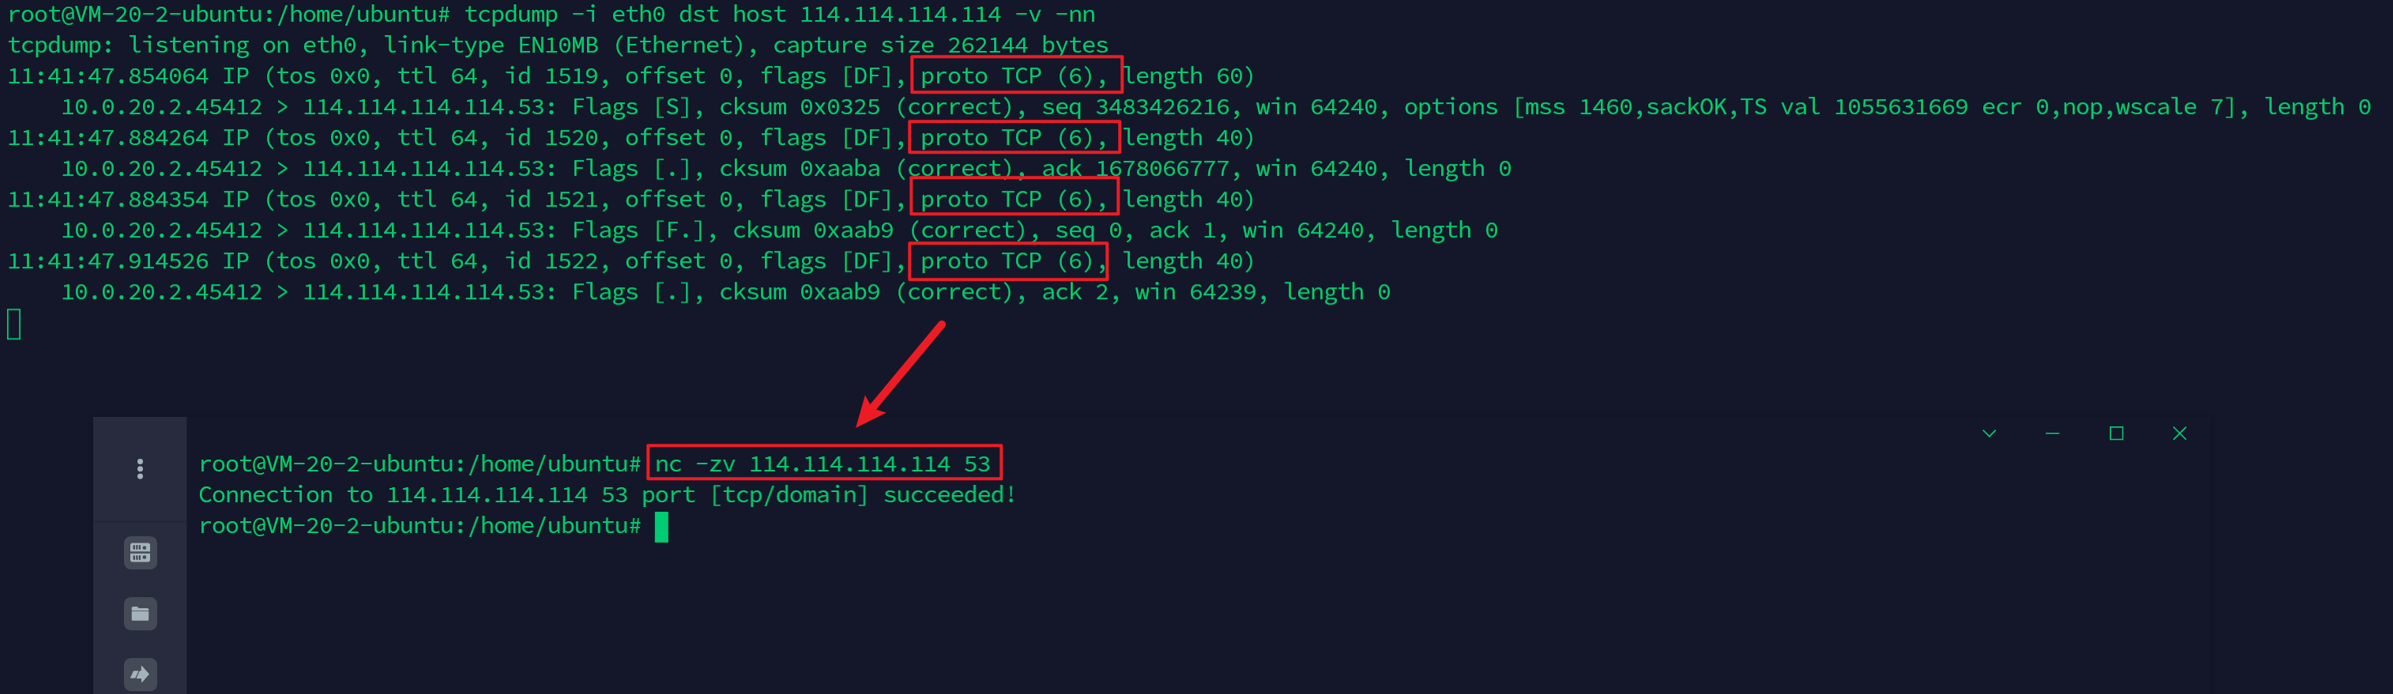 root@VM-20-2-ubuntu:/home/ubuntu# tcpdump -i eth0 dst host 114.114.114.114 -v -nn
tcpdump: listening on eth0, link-type EN10MB (Ethernet), capture size 262144 bytes
11:41:47.854064 IP (tos 0x0, ttl 64, id 1519, offset 0, flags [DF], proto TCP (6), length 60)
    10.0.20.2.45412 > 114.114.114.114.53: Flags [S], cksum 0x0325 (correct), seq 3483426216, win 64240, options [mss 1460,sackOK,TS val 1055631669 ecr 0,nop,wscale 7], length 0
11:41:47.884264 IP (tos 0x0, ttl 64, id 1520, offset 0, flags [DF], proto TCP (6), length 40)
    10.0.20.2.45412 > 114.114.114.114.53: Flags [.], cksum 0xaaba (correct), ack 1678066777, win 64240, length 0
11:41:47.884354 IP (tos 0x0, ttl 64, id 1521, offset 0, flags [DF], proto TCP (6), length 40)
    10.0.20.2.45412 > 114.114.114.114.53: Flags [F.], cksum 0xaab9 (correct), seq 0, ack 1, win 64240, length 0
11:41:47.914526 IP (tos 0x0, ttl 64, id 1522, offset 0, flags [DF], proto TCP (6), length 40)
    10.0.20.2.45412 > 114.114.114.114.53: Flags [.], cksum 0xaab9 (correct), ack 2, win 64239, length 0
root@VM-20-2-ubuntu:/home/ubuntu# nc -zv 114.114.114.114 53
Connection to 114.114.114.114 53 port [tcp/domain] succeeded!
root@VM-20-2-ubuntu:/home/ubuntu#